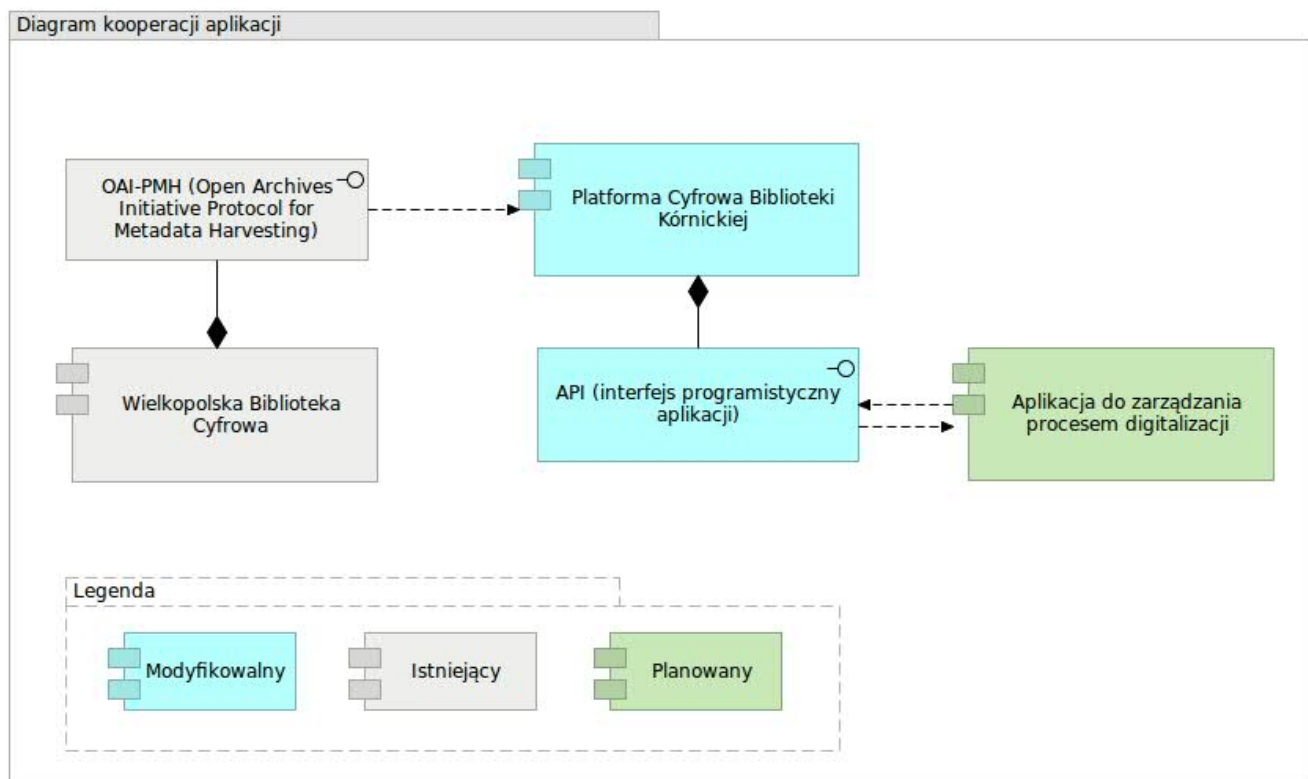 Diagram kooperacji aplikacji
OAI-PMH (Open Archives
Initiative Protocol for
Metadata Harvesting)
Platforma Cyfrowa Biblioteki
Kórnickiej
Wielkopolska Biblioteka
Cyfrowa
API (interfejs programistyczny
aplikacji)
Aplikacja do zarządzania
procesem digitalizacji
Legenda
Modyfikowalny
Istniejący
Planowany